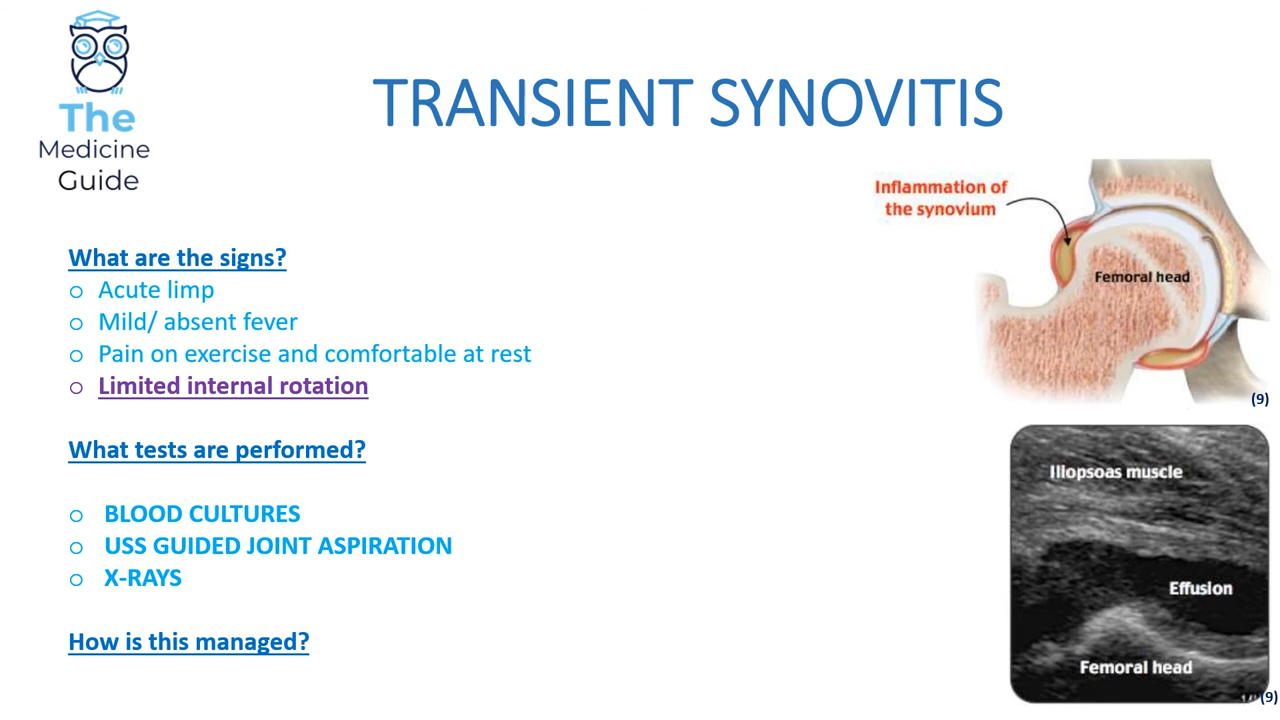 The
Medicine
Guide
TRANSIENT SYNOVITIS
Inflammation of
the synovium
Femoral head
(9)
What are the signs?
o Acute limp
o Mild/ absent fever
o Pain on exercise and comfortable at rest
o Limited internal rotation
What tests are performed?
o BLOOD CULTURES
o USS GUIDED JOINT ASPIRATION
o X-RAYS
How is this managed?
Iliopsoas muscle
Effusion
Femoral head
(9)